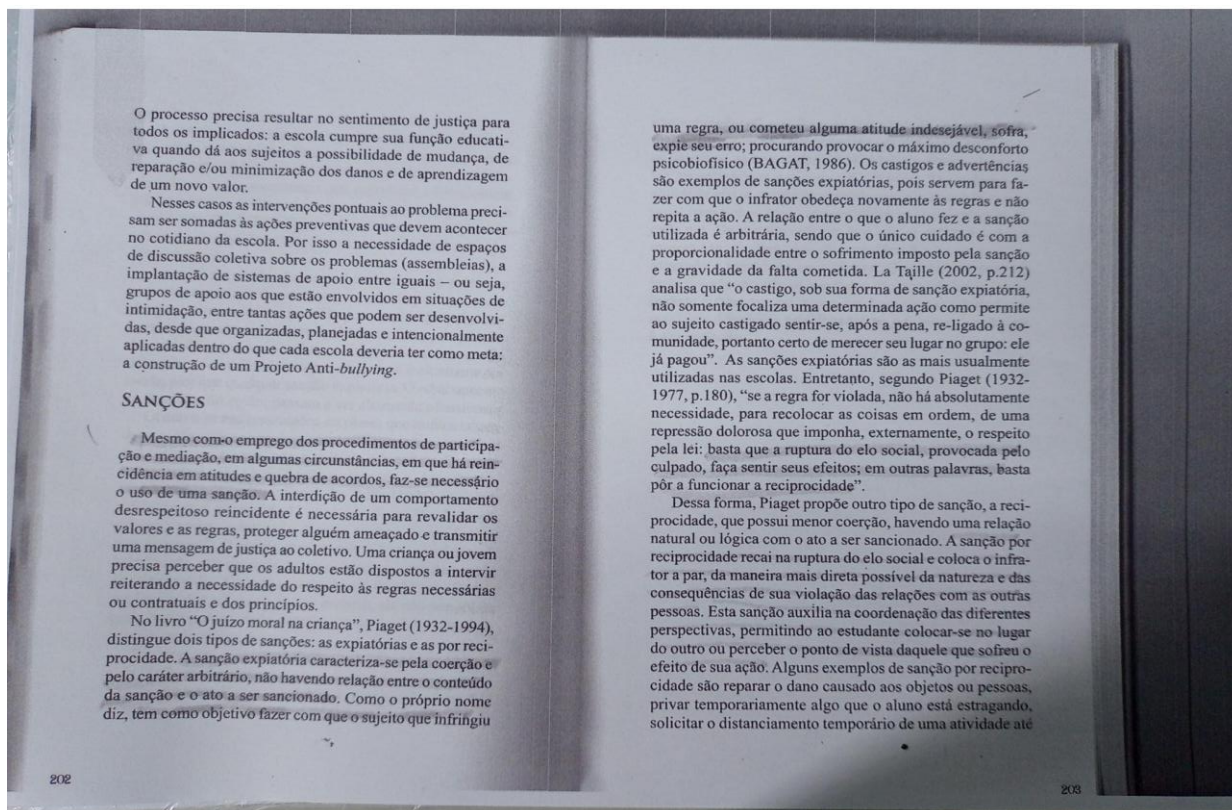 O processo precisa resultar no sentimento de justiça para
todos os implicados: a escola cumpre sua função educati-
va quando dá aos sujeitos a possibilidade de mudança, de
reparação e/ou minimização dos danos e de aprendizagem
de um novo valor.
Nesses casos as intervenções pontuais ao problema preci-
sam ser somadas às ações preventivas que devem acontecer
no cotidiano da escola. Por isso a necessidade de espaços
de discussão coletiva sobre os problemas (assembleias), a
implantação de sistemas de apoio entre iguais – ou seja,
grupos de apoio aos que estão envolvidos em situações de
intimidação, entre tantas ações que podem ser desenvolvi-
das, desde que organizadas, planejadas e intencionalmente
aplicadas dentro do que cada escola deveria ter como meta:
a construção de um Projeto Anti-bullying.
SANÇÕES
Mesmo com o emprego dos procedimentos de participa-
ção e mediação, em algumas circunstâncias, em que há rein-
cidência em atitudes e quebra de acordos, faz-se necessário
o uso de uma sanção. A interdição de um comportamento
desrespeitoso reincidente é necessária para revalidar os
valores e as regras, proteger alguém ameaçado e transmitir
uma mensagem de justiça ao coletivo. Uma criança ou jovem
precisa perceber que os adultos estão dispostos a intervir
reiterando a necessidade do respeito às regras necessárias
ou contratuais e dos princípios.
No livro “O juízo moral na criança”, Piaget (1932-1994),
distingue dois tipos de sanções: as expiatórias e as por reci-
procidade. A sanção expiatória caracteriza-se pela coerção e
pelo caráter arbitrário, não havendo relação entre o conteúdo
da sanção e o ato a ser sancionado. Como o próprio nome
diz, tem como objetivo fazer com que o sujeito que infringiu
202
uma regra, ou cometeu alguma atitude indesejável, sofra,
expie seu erro; procurando provocar o máximo desconforto
psicobiofísico (BAGAT, 1986). Os castigos e advertências
são exemplos de sanções expiatórias, pois servem para fa-
zer com que o infrator obedeça novamente às regras e não
repita a ação. A relação entre o que o aluno fez e a sanção
utilizada é arbitrária, sendo que o único cuidado é com a
proporcionalidade entre o sofrimento imposto pela sanção
e a gravidade da falta cometida. La Taille (2002, p.212)
analisa que “o castigo, sob sua forma de sanção expiatória,
não somente focaliza uma determinada ação como permite
ao sujeito castigado sentir-se, após a pena, re-ligado à co-
munidade, portanto certo de merecer seu lugar no grupo: ele
já pagou”. As sanções expiatórias são as mais usualmente
utilizadas nas escolas. Entretanto, segundo Piaget (1932-
1977, p.180), “se a regra for violada, não há absolutamente
necessidade, para recolocar as coisas em ordem, de uma
repressão dolorosa que imponha, externamente, o respeito
pela lei: basta que a ruptura do elo social, provocada pelo
culpado, faça sentir seus efeitos; em outras palavras, basta
pôr a funcionar a reciprocidade”.
Dessa forma, Piaget propõe outro tipo de sanção, a reci-
procidade, que possui menor coerção, havendo uma relação
natural ou lógica com o ato a ser sancionado. A sanção por
reciprocidade recai na ruptura do elo social e coloca o infra-
tor a par, da maneira mais direta possível da natureza e das
consequências de sua violação das relações com as outras
pessoas. Esta sanção auxilia na coordenação das diferentes
perspectivas, permitindo ao estudante colocar-se no lugar
do outro ou perceber o ponto de vista daquele que sofreu o
efeito de sua ação. Alguns exemplos de sanção por recipro-
cidade são reparar o dano causado aos objetos ou pessoas,
privar temporariamente algo que o aluno está estragando,
solicitar o distanciamento temporário de uma atividade até
203